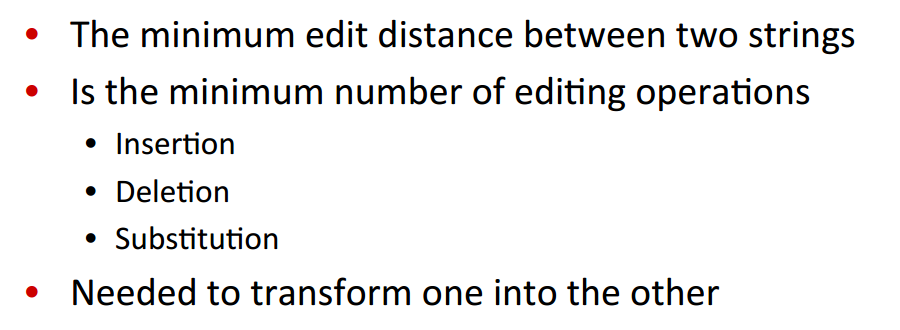 • The minimum edit distance between two strings
• Is the minimum number of editing operations
• Insertion
• Deletion
• Substitution
• Needed to transform one into the other